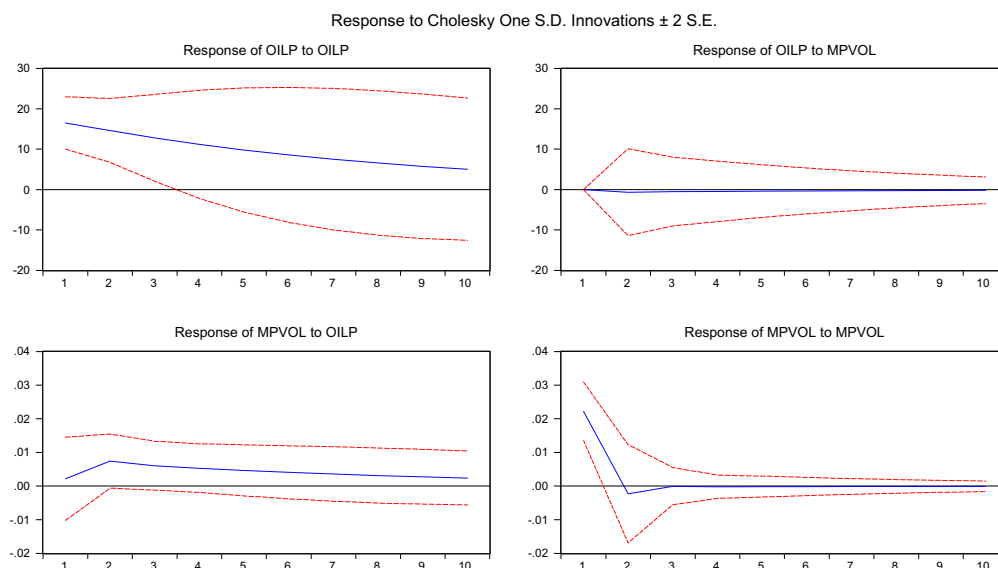 Response to Cholesky One S.D. Innovations ± 2 S.E.
Response of OILP to OILP
30
20
10
0
-10
-20
1 2 3 4 5 6 7 8 9 10
Response of OILP to MPVOL
30
20
10
0
-10
-20
1 2 3 4 5 6 7 8 9 10
Response of MPVOL to OILP
.04
.03
.02
.01
.00
-.01
-.02
1 2 3 4 5 6 7 8 9 10
Response of MPVOL to MPVOL
.04
.03
.02
.01
.00
-.01
-.02
1 2 3 4 5 6 7 8 9 10